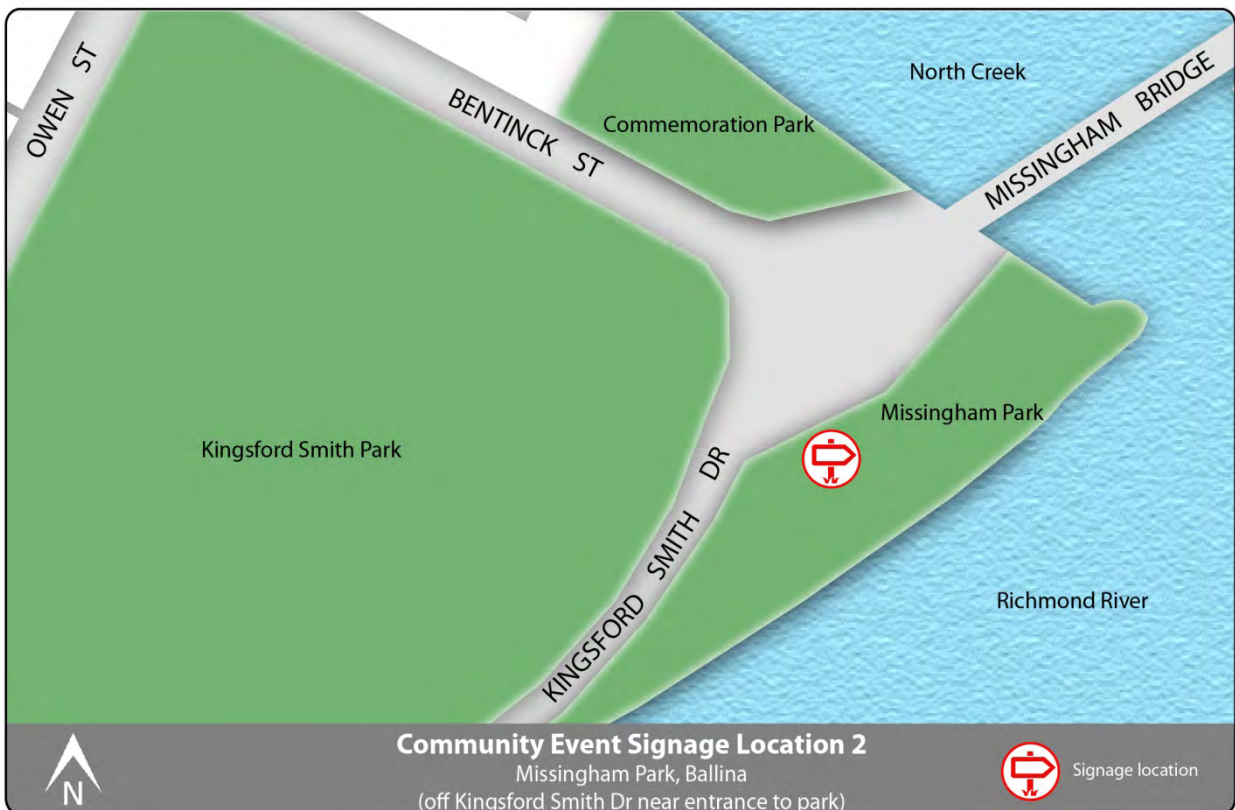 OWEN ST
BENTINCK ST
Commemoration Park
North Creek
MISSINGHAM BRIDGE
Missingham Park
Kingsford Smith Park
KINGSFORD SMITH DR
Richmond River
N
Community Event Signage Location 2
Missingham Park, Ballina
(off Kingsford Smith Dr near entrance to park)
Signage location